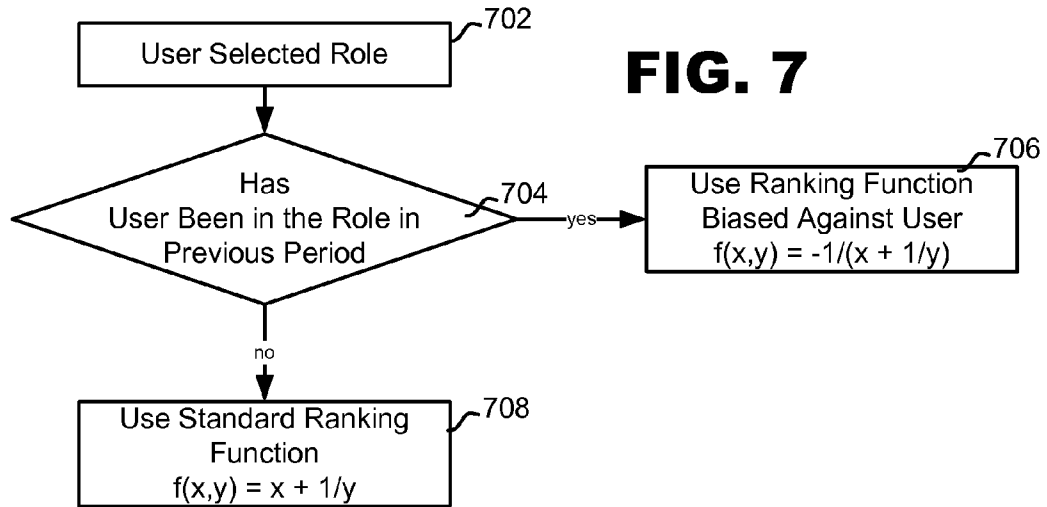 702
User Selected Role
FIG. 7
Has
User Been in the Role in
Previous Period
704
yes
706
Use Ranking Function
Biased Against User
f(x,y) = -1/(x + 1/y)
no
708
Use Standard Ranking
Function
f(x,y) = x + 1/y